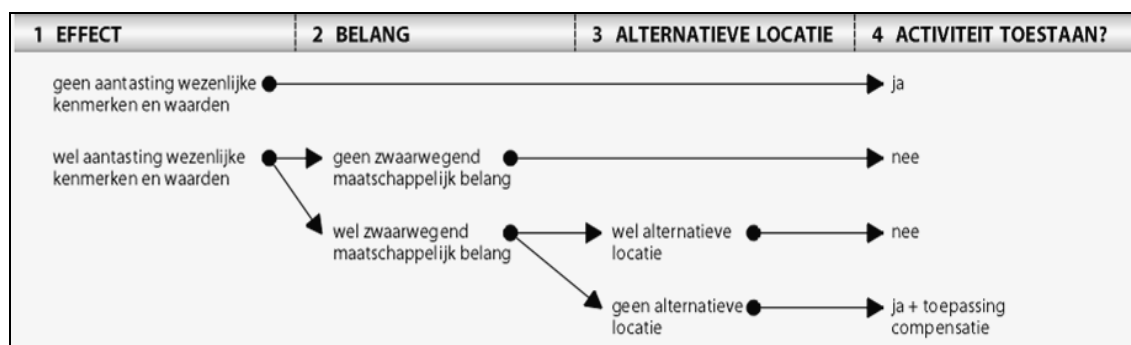 1 EFFECT 2 BELANG 3 ALTERNATIEVE LOCATIE 4 ACTIVITEIT TOESTAAN?
geen aantasting wezenlijke ja
kenmerken en waarden
wel aantasting wezenlijke geen zwaarwegend nee
kenmerken en waarden maatschappelijk belang
wel zwaarwegend wel alternatieve nee
maatschappelijk belang locatie
geen alternatieve ja + toepassing
locatie compensatie